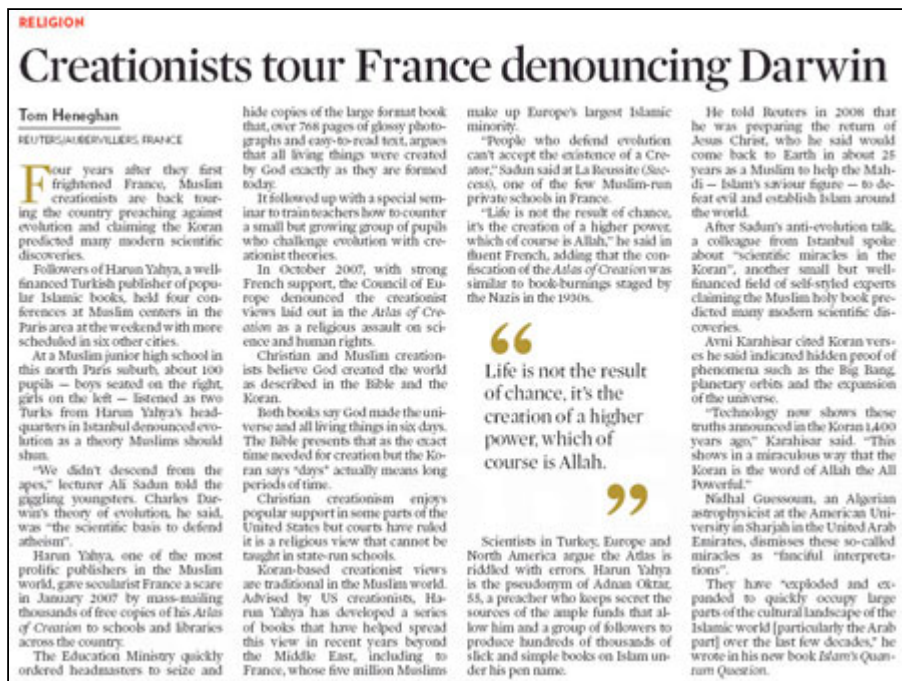 RELIGION
Creationists tour France denouncing Darwin
Tom Heneghan
REUTERS/AUBERVILLIERS, FRANCE
Four years after they first
frightened France, Muslim
creationists are back tour-
ing the country preaching against
evolution and claiming the Koran
predicted many modern scientific
discoveries.
Followers of Harun Yahya, a well-
financed Turkish publisher of popu-
lar Islamic books, held four con-
ferences at Muslim centers in the
Paris area at the weekend with more
scheduled in six other cities.
At a Muslim junior high school in
this north Paris suburb, about 100
pupils — boys seated on the right,
girls on the left — listened as two
Turks from Harun Yahya's head-
quarters in Istanbul denounced evo-
lution as a theory Muslims should
shun.
"We didn't descend from the
apes," lecturer Ali Sadun told the
giggling youngsters. Charles Dar-
win's theory of evolution, he said,
was "the scientific basis to defend
atheism".
Harun Yahya, one of the most
prolific publishers in the Muslim
world, gave secularist France a scare
in January 2007 by mass-mailing
thousands of free copies of his Atlas
of Creation to schools and libraries
across the country.
The Education Ministry quickly
ordered headmasters to seize and
hide copies of the large format book
that, over 768 pages of glossy photo-
graphs and easy-to-read text, argues
that all living things were created
by God exactly as they are formed
today.
It followed up with a special sem-
inar to train teachers how to counter
a small but growing group of pupils
who challenge evolution with cre-
ationist theories.
In October 2007, with strong
French support, the Council of Eu-
rope denounced the creationist
views laid out in the Atlas of Cre-
ation as a religious assault on sci-
ence and human rights.
Christian and Muslim creation-
ists believe God created the world
as described in the Bible and the
Koran.
Both books say God made the uni-
verse and all living things in six days.
The Bible presents that as the exact
time needed for creation but the Ko-
ran says "days" actually means long
periods of time.
Christian creationism enjoys
popular support in some parts of the
United States but courts have ruled
it is a religious view that cannot be
taught in state-run schools.
Koran-based creationist views
are traditional in the Muslim world.
Advised by US creationists, Ha-
run Yahya has developed a series
of books that have helped spread
this view in recent years beyond
the Middle East, including to
France, whose five million Muslims
make up Europe's largest Islamic
minority.
"People who defend evolution
can't accept the existence of a Cre-
ator," Sadun said at La Reussite (Suc-
cess), one of the few Muslim-run
private schools in France.
"Life is not the result of chance,
it's the creation of a higher power,
which of course is Allah," he said in
fluent French, adding that the con-
fiscation of the Atlas of Creation was
similar to book-burnings staged by
the Nazis in the 1930s.
“
Life is not the result
of chance, it's the
creation of a higher
power, which of
course is Allah.
”
Scientists in Turkey, Europe and
North America argue the Atlas is
riddled with errors. Harun Yahya
is the pseudonym of Adnan Oktar,
55, a preacher who keeps secret the
sources of the ample funds that al-
low him and a group of followers to
produce hundreds of thousands of
slick and simple books on Islam un-
der his pen name.
He told Reuters in 2008 that
he was preparing the return of
Jesus Christ, who he said would
come back to Earth in about 25
years as a Muslim to help the Mah-
di — Islam's saviour figure — to de-
feat evil and establish Islam around
the world.
After Sadun's anti-evolution talk,
a colleague from Istanbul spoke
about "scientific miracles in the
Koran", another small but well-
financed field of self-styled experts
claiming the Muslim holy book pre-
dicted many modern scientific dis-
coveries.
Avni Karahisar cited Koran vers-
es he said indicated hidden proof of
phenomena such as the Big Bang,
planetary orbits and the expansion
of the universe.
"Technology now shows these
truths announced in the Koran 1,400
years ago," Karahisar said. "This
shows in a miraculous way that the
Koran is the word of Allah the All
Powerful."
Nidhal Guessoum, an Algerian
astrophysicist at the American Uni-
versity in Sharjah in the United Arab
Emirates, dismisses these so-called
miracles as "fanciful interpreta-
tions".
They have "exploded and ex-
panded to quickly occupy large
parts of the cultural landscape of the
Islamic world [particularly the Arab
part] over the last few decades," he
wrote in his new book Islam's Quan-
tum Question.